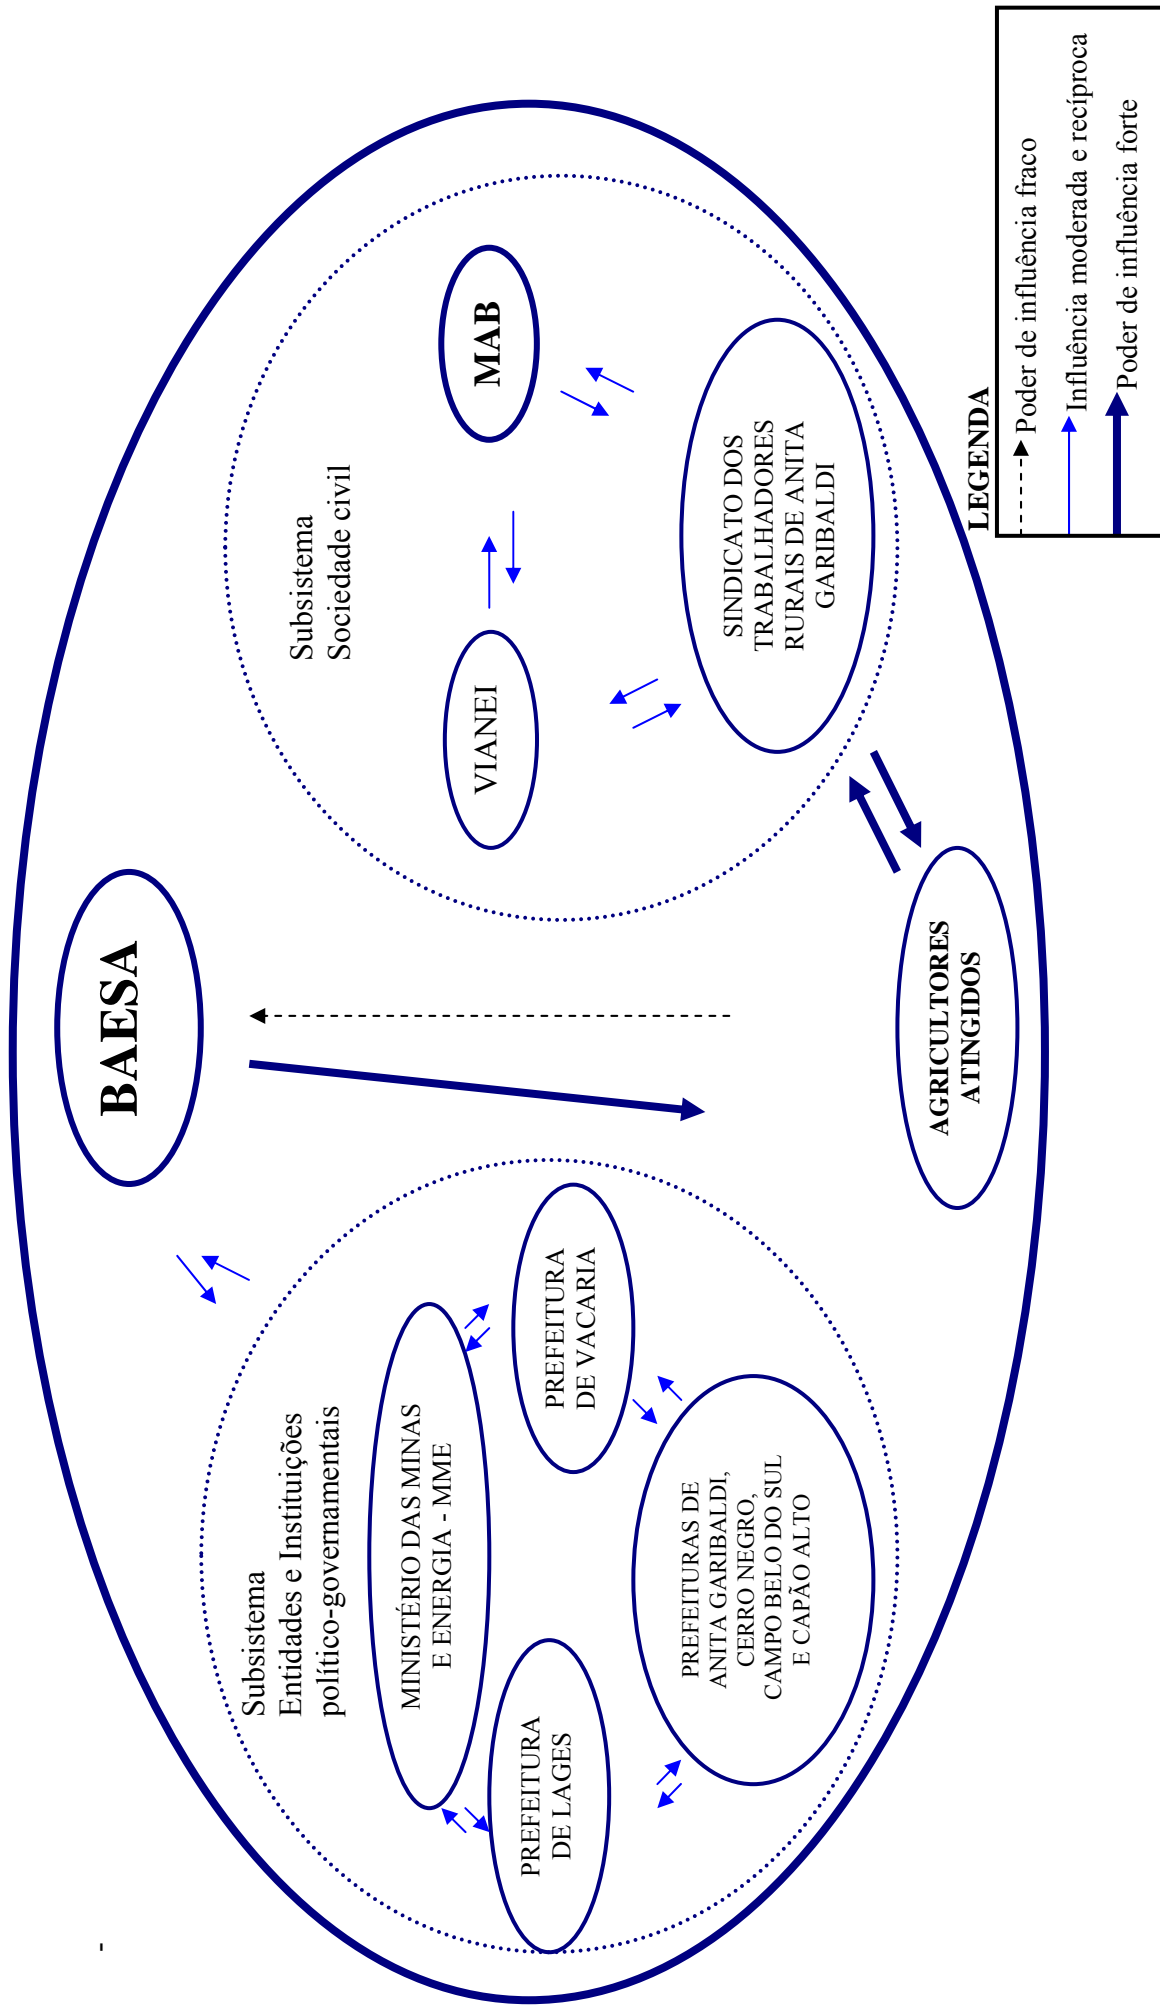 -
BAESA
Subsistema
Entidades e Instituições
político-governamentais
MINISTÉRIO DAS MINAS
E ENERGIA - MME
PREFEITURA
DE LAGES
PREFEITURA
DE VACARIA
PREFEITURAS DE
ANITA GARIBALDI,
CERRO NEGRO,
CAMPO BELO DO SUL
E CAPÃO ALTO
Subsistema
Sociedade civil
VIANEI
MAB
SINDICATO DOS
TRABALHADORES
RURAIS DE ANITA
GARIBALDI
AGRICULTORES
ATINGIDOS
LEGENDA
Poder de influência fraco
Influência moderada e recíproca
Poder de influência forte